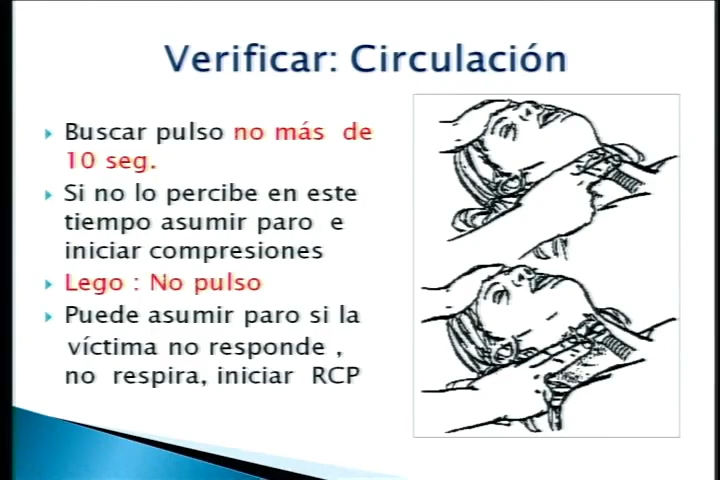 Verificar: Circulación
Buscar pulso no más de
10 seg.
Si no lo percibe en este
tiempo asumir paro e
iniciar compresiones
Lego : No pulso
Puede asumir paro si la
víctima no responde ,
no respira, iniciar RCP